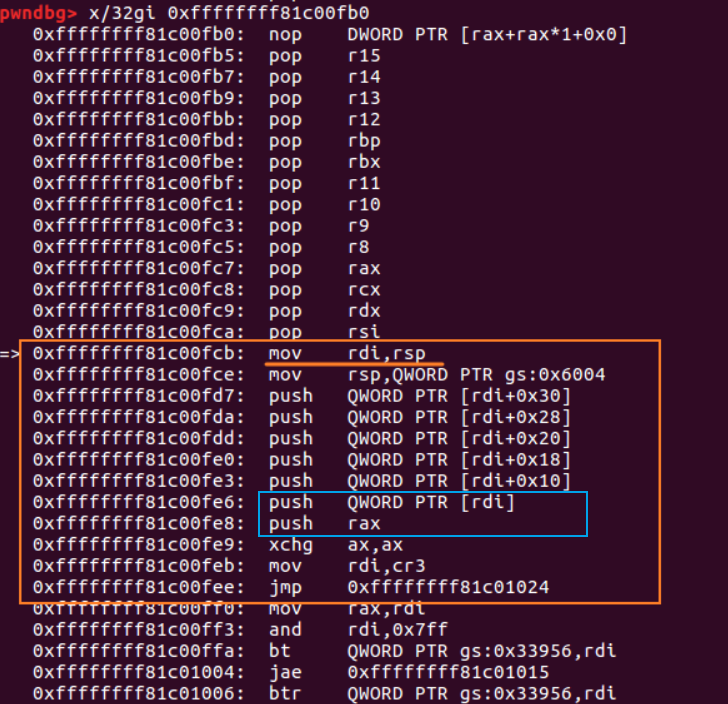 pwndbg> x/32gi 0xffffffff81c00fb0
0xffffffff81c00fb0: nop DWORD PTR [rax+rax*1+0x0]
0xffffffff81c00fb5: pop r15
0xffffffff81c00fb7: pop r14
0xffffffff81c00fb9: pop r13
0xffffffff81c00fbb: pop r12
0xffffffff81c00fbd: pop rbp
0xffffffff81c00fbe: pop rbx
0xffffffff81c00fbf: pop r11
0xffffffff81c00fc1: pop r10
0xffffffff81c00fc3: pop r9
0xffffffff81c00fc5: pop r8
0xffffffff81c00fc7: pop rax
0xffffffff81c00fc8: pop rcx
0xffffffff81c00fc9: pop rdx
0xffffffff81c00fca: pop rsi
=> 0xffffffff81c00fcb: mov rdi,rsp
0xffffffff81c00fce: mov rsp,QWORD PTR gs:0x6004
0xffffffff81c00fd7: push QWORD PTR [rdi+0x30]
0xffffffff81c00fda: push QWORD PTR [rdi+0x28]
0xffffffff81c00fdd: push QWORD PTR [rdi+0x20]
0xffffffff81c00fe0: push QWORD PTR [rdi+0x18]
0xffffffff81c00fe3: push QWORD PTR [rdi+0x10]
0xffffffff81c00fe6: push QWORD PTR [rdi]
0xffffffff81c00fe8: push rax
0xffffffff81c00fe9: xchg ax,ax
0xffffffff81c00feb: mov rdi,cr3
0xffffffff81c00fee: jmp 0xffffffff81c01024
0xffffffff81c00ff0: mov rax,rdi
0xffffffff81c00ff3: and rdi,0x7ff
0xffffffff81c00ffa: bt QWORD PTR gs:0x33956,rdi
0xffffffff81c01004: jae 0xffffffff81c01015
0xffffffff81c01006: btr QWORD PTR gs:0x33956,rdi